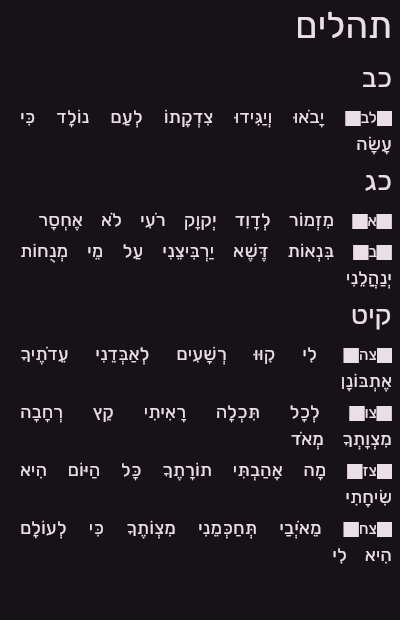 תהלים
כב
לב יָבֹאוּ וְיַגִּידוּ צִדְקָתוֹ לְעַם נוֹלָד כִּי
עָשָׂה
כג
א מִזְמוֹר לְדָוִד יְקוָק רֹעִי לֹא אֶחְסָר
ב בִּנְאוֹת דֶּשֶׁא יַרְבִּיצֵנִי עַל מֵי מְנֻחוֹת
יְנַהֲלֵנִי
קיט
צה לִי קִוּוּ רְשָׁעִים לְאַבְּדֵנִי עֵדֹתֶיךָ
אֶתְבּוֹנָן
צו לְכָל תִּכְלָה רָאִיתִי קֵץ רְחָבָה
מִצְוָתְךָ מְאֹד
צז מָה אָהַבְתִּי תוֹרָתֶךָ כָּל הַיּוֹם הִיא
שִׂיחָתִי
צח מֵאֹיְבַי תְּחַכְּמֵנִי מִצְוֹתֶךָ כִּי לְעוֹלָם
הִיא לִי